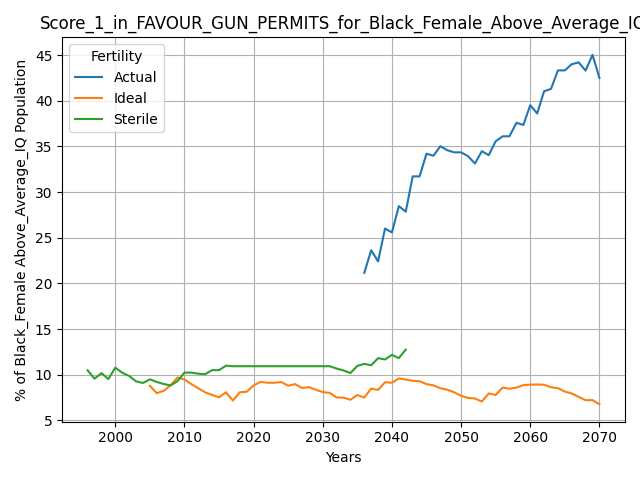 Score_1_in_FAVOUR_GUN_PERMITS_for_Black_Female_Above_Average_IQ
% of Black_Female Above_Average_IQ Population
45
40
35
30
25
20
15
10
5
Fertility
Actual
Ideal
Sterile
2000 2010 2020 2030 2040 2050 2060 2070
Years